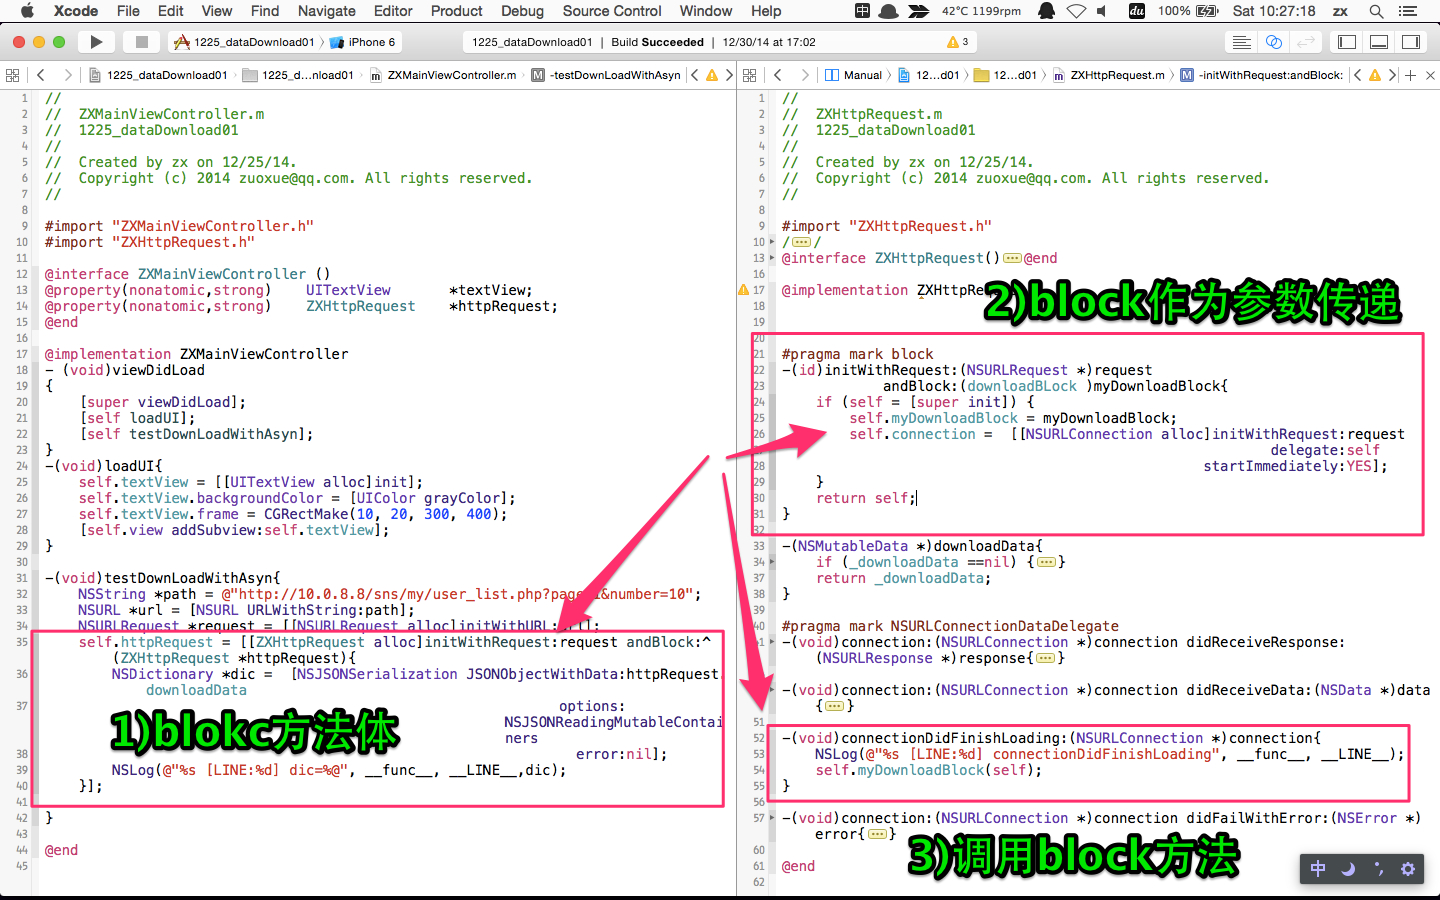 Xcode File Edit View Find Navigate Editor Product Debug Source Control Window Help 中 42°C 1199rpm du 100% Sat 10:27:18 zx
1225_dataDownload01 iPhone 6 1225_dataDownload01 | Build Succeeded | 12/30/14 at 17:02 3
1225_dataDownload01 1225_d...nload01 ZXMainViewController.m M -testDownLoadWithAsyn
1 //
2 //  ZXMainViewController.m
3 //  1225_dataDownload01
4 //
5 //  Created by zx on 12/25/14.
6 //  Copyright (c) 2014 zuoxue@qq.com. All rights reserved.
7 //
8
9 #import "ZXMainViewController.h"
10 #import "ZXHttpRequest.h"
11
12 @interface ZXMainViewController ()
13 @property(nonatomic,strong)    UITextView       *textView;
14 @property(nonatomic,strong)    ZXHttpRequest    *httpRequest;
15 @end
16
17 @implementation ZXMainViewController
18 - (void)viewDidLoad
19 {
20     [super viewDidLoad];
21     [self loadUI];
22     [self testDownLoadWithAsyn];
23 }
24 -(void)loadUI{
25     self.textView = [[UITextView alloc]init];
26     self.textView.backgroundColor = [UIColor grayColor];
27     self.textView.frame = CGRectMake(10, 20, 300, 400);
28     [self.view addSubview:self.textView];
29 }
30
31 -(void)testDownLoadWithAsyn{
32     NSString *path = @"http://10.0.8.8/sns/my/user_list.php?page &number=10";
33     NSURL *url = [NSURL URLWithString:path];
34     NSURLRequest *request = [[NSURLRequest alloc]initWithURL:url];
35     self.httpRequest = [[ZXHttpRequest alloc]initWithRequest:request andBlock:^
(ZXHttpRequest *httpRequest){
36         NSDictionary *dic =  [NSJSONSerialization JSONObjectWithData:httpRequest.
downloadData
37 options:
NSJSONReadingMutableContai
ners
38 error:nil];
39         NSLog(@"%s [LINE:%d] dic=%@", __func__, __LINE__,dic);
40     }];
41
42 }
43
44 @end
45
1)blokc方法体
Manual 12...d01 12...d01 ZXHttpRequest.m M -initWithRequest:andBlock:
1 //
2 //  ZXHttpRequest.m
3 //  1225_dataDownload01
4 //
5 //  Created by zx on 12/25/14.
6 //  Copyright (c) 2014 zuoxue@qq.com. All rights reserved.
7 //
8
9 #import "ZXHttpRequest.h"
10 /•••/
13 @interface ZXHttpRequest()•••@end
16
17 @implementation ZXHttpReq
18
19
2)block作为参数传递
20
21 #pragma mark block
22 -(id)initWithRequest:(NSURLRequest *)request
23 andBlock:(downloadBLock )myDownloadBlock{
24     if (self = [super init]) {
25         self.myDownloadBlock = myDownloadBlock;
26         self.connection =  [[NSURLConnection alloc]initWithRequest:request
delegate:self
28 startImmediately:YES];
29     }
30     return self;
31 }
32
33 -(NSMutableData *)downloadData{
34     if (_downloadData ==nil) {•••}
37     return _downloadData;
38 }
39
40 #pragma mark NSURLConnectionDataDelegate
41 -(void)connection:(NSURLConnection *)connection didReceiveResponse:
(NSURLResponse *)response{•••}
-(void)connection:(NSURLConnection *)connection didReceiveData:(NSData *)data
{•••}
51
52 -(void)connectionDidFinishLoading:(NSURLConnection *)connection{
53     NSLog(@"%s [LINE:%d] connectionDidFinishLoading", __func__, __LINE__);
54     self.myDownloadBlock(self);
55 }
56
57 -(void)connection:(NSURLConnection *)connection didFailWithError:(NSError *)
error{•••}
60
61 @end
62
3)调用block方法
中